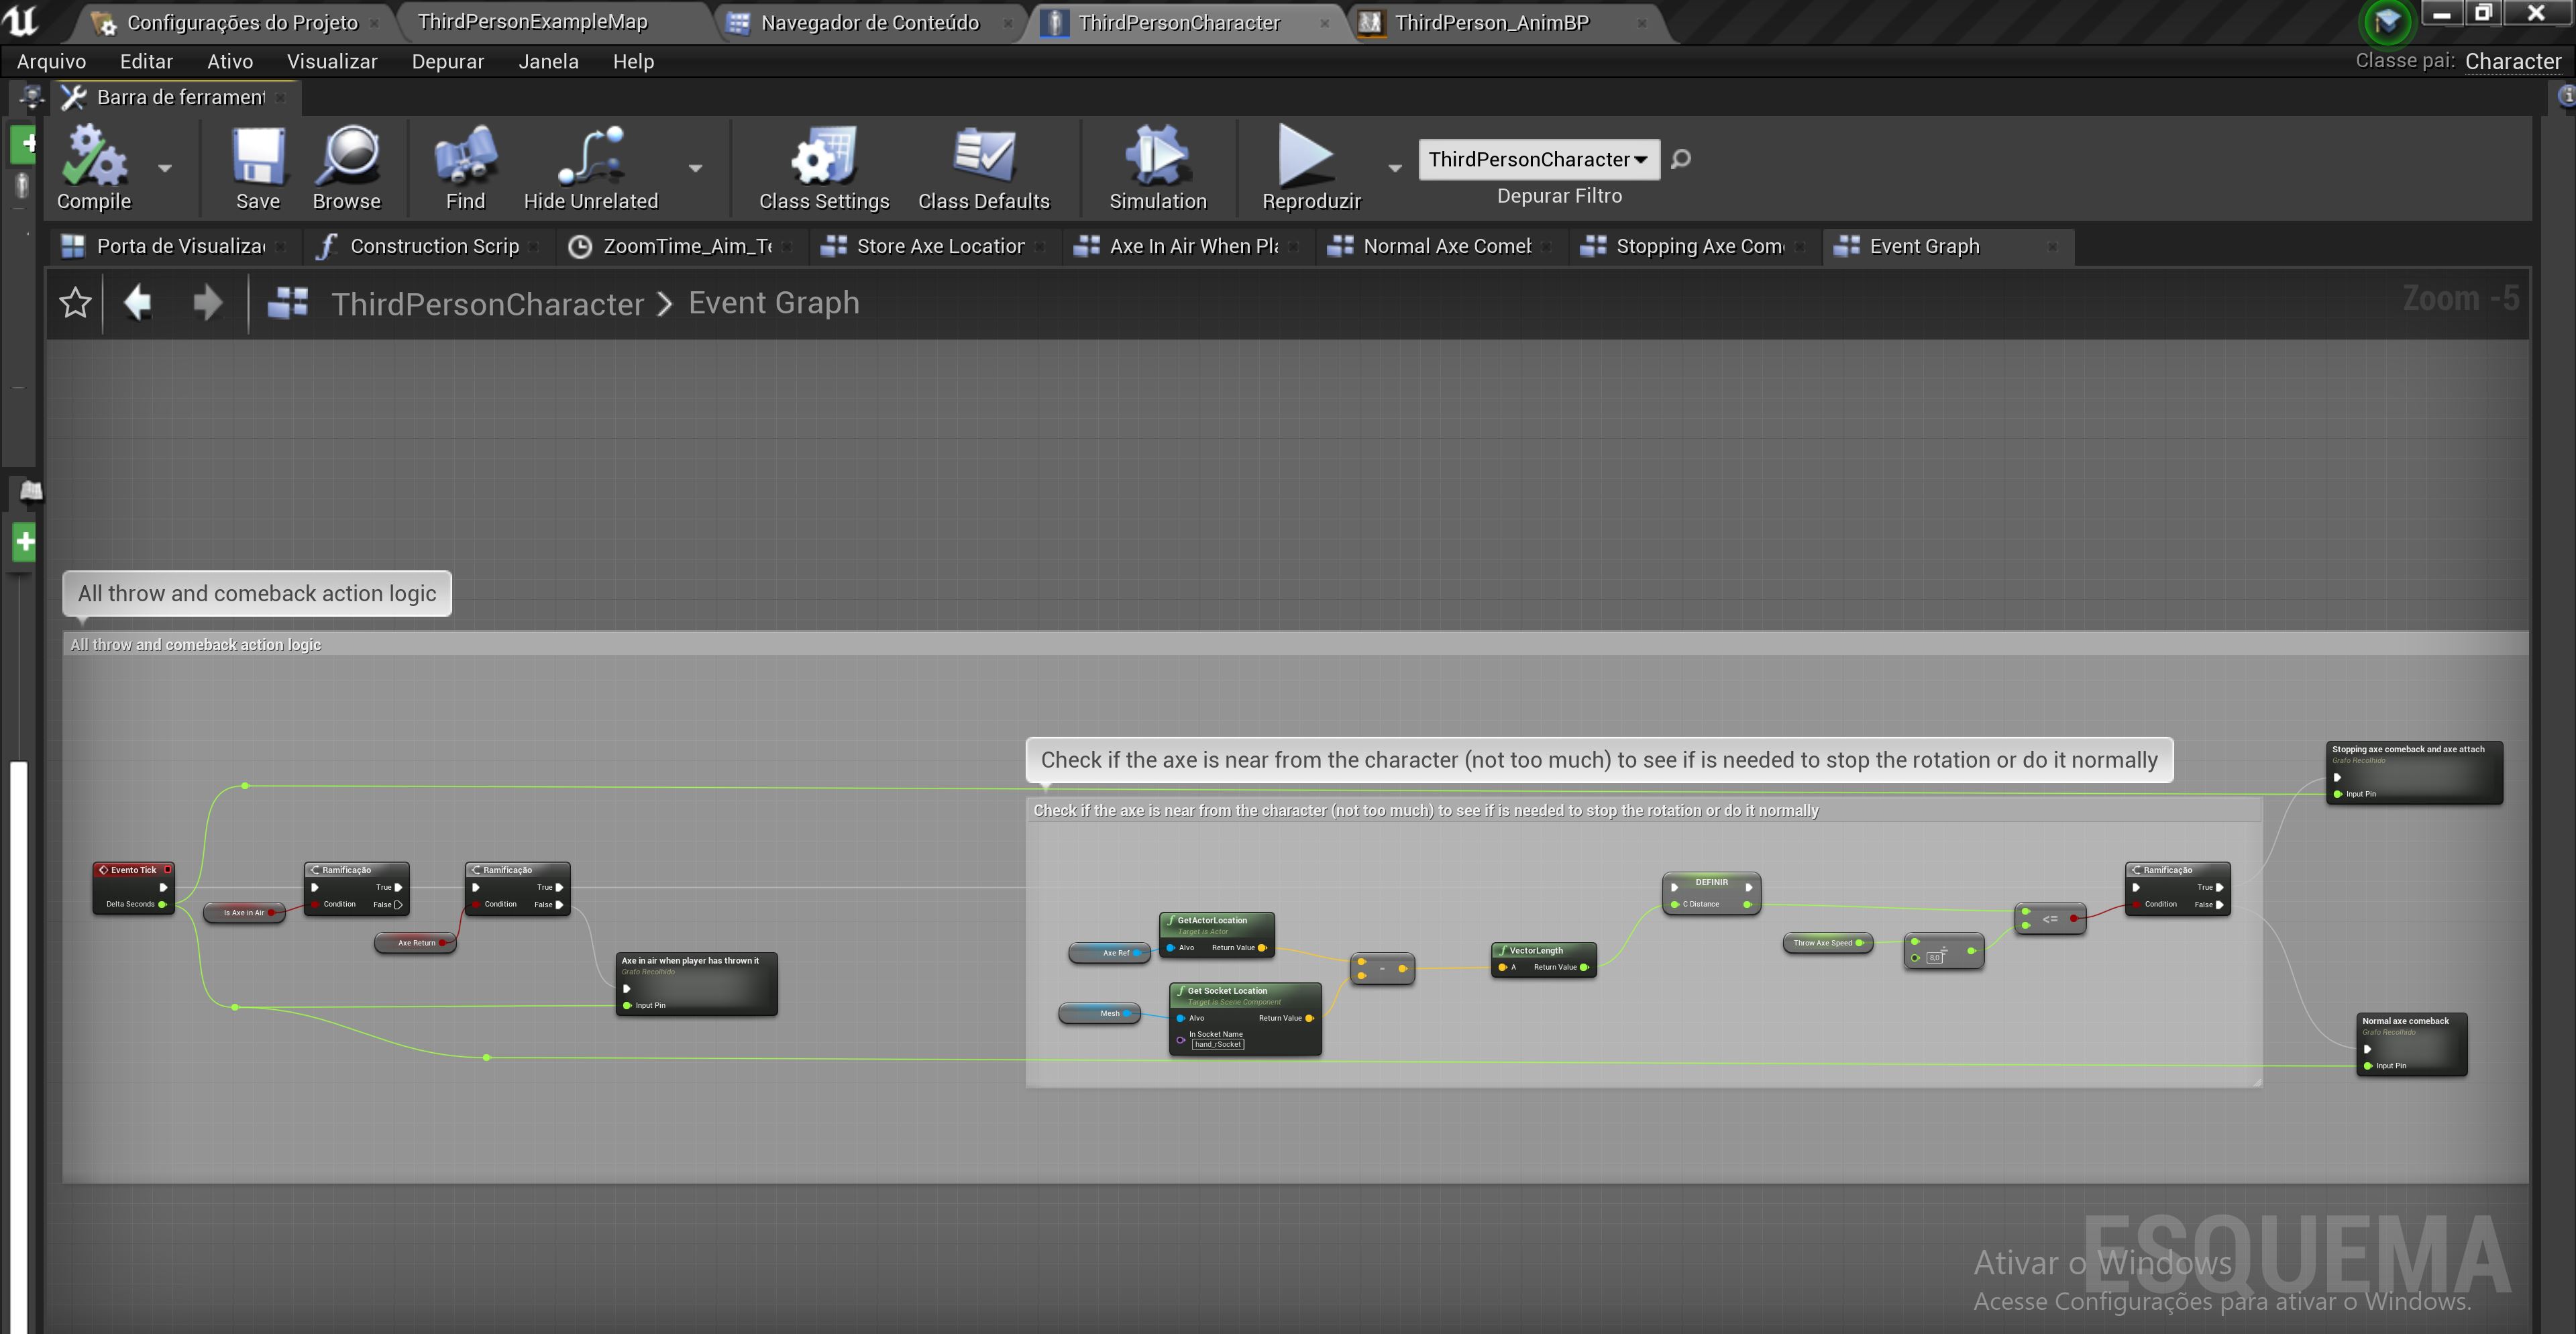 Configurações do Projeto
ThirdPersonExampleMap
Navegador de Conteúdo
ThirdPersonCharacter
ThirdPerson_AnimBP
Arquivo Editar Ativo Visualizar Depurar Janela Help
Classe pai: Character
Barra de ferrament
Compile
Save
Browse
Find
Hide Unrelated
Class Settings
Class Defaults
Simulation
Reproduzir
ThirdPersonCharacter
Depurar Filtro
Porta de Visualiza
Construction Scrip
ZoomTime_Aim_Te
Store Axe Location
Axe In Air When Pla
Normal Axe Comeb
Stopping Axe Com
Event Graph
ThirdPersonCharacter > Event Graph
Zoom -5
All throw and comeback action logic
All throw and comeback action logic
Check if the axe is near from the character (not too much) to see if is needed to stop the rotation or do it normally
Check if the axe is near from the character (not too much) to see if is needed to stop the rotation or do it normally
Stopping axe comeback and axe attach
Grafo Recolhido
Input Pin
Evento Tick
Delta Seconds
Is Axe in Air
Ramificação
True
Condition False
Axe Return
Ramificação
True
Condition False
Axe in air when player has thrown it
Grafo Recolhido
Input Pin
Axe Ref
GetActorLocation
Target is Actor
Alvo Return Value
Mesh
Get Socket Location
Target is Scene Component
Alvo Return Value
In Socket Name
hand_rSocket
-
VectorLength
A Return Value
DEFINIR
C Distance
Throw Axe Speed
÷
8.0
<=
Ramificação
True
Condition False
Normal axe comeback
Grafo Recolhido
Input Pin
ESQUEMA
Ativar o Windows
Acesse Configurações para ativar o Windows.